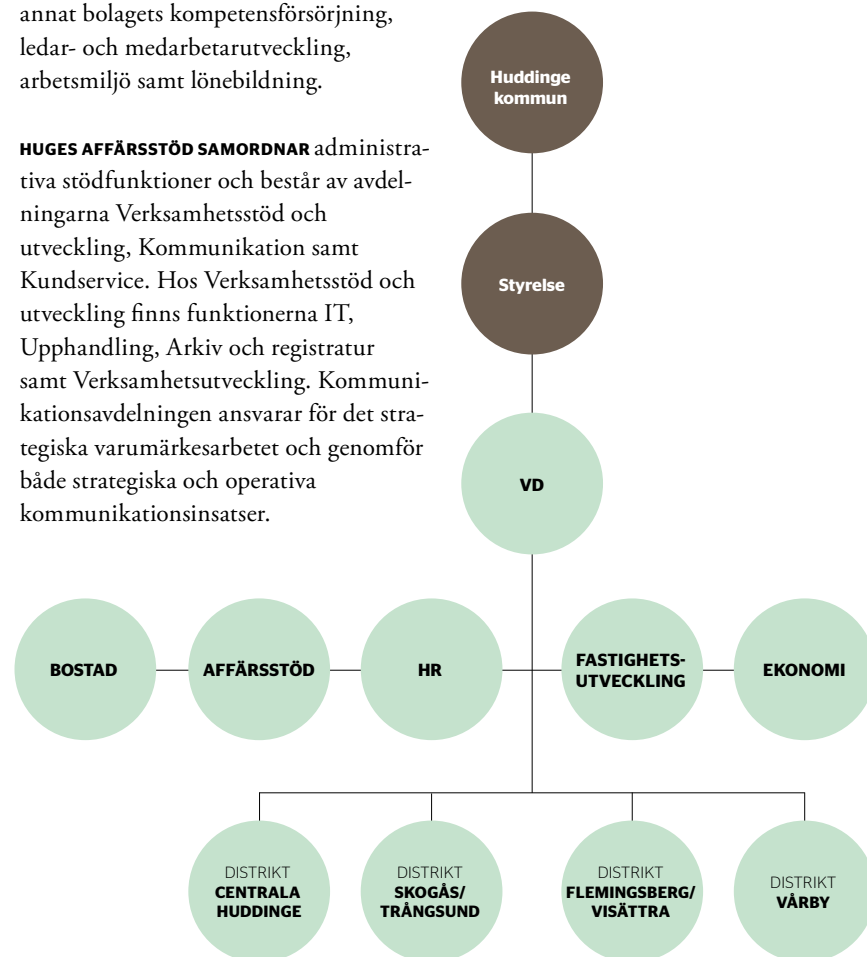 annat bolagets kompetensförsörjning,
ledar- och medarbetarutveckling,
arbetsmiljö samt lönebildning.
HUGES AFFÄRSSTÖD SAMORDNAR administra-
tiva stödfunktioner och består av avdel-
ningarna Verksamhetsstöd och
utveckling, Kommunikation samt
Kundservice. Hos Verksamhetsstöd och
utveckling finns funktionerna IT,
Upphandling, Arkiv och registratur
samt Verksamhetsutveckling. Kommuni-
kationsavdelningen ansvarar för det stra-
tegiska varumärkesarbetet och genomför
både strategiska och operativa
kommunikationsinsatser.
Huddinge
kommun
Styrelse
VD
BOSTAD
AFFÄRSSTÖD
HR
FASTIGHETS-
UTVECKLING
EKONOMI
DISTRIKT
CENTRALA
HUDDINGE
DISTRIKT
SKOGÅS/
TRÅNGSUND
DISTRIKT
FLEMINGSBERG/
VISÄTTRA
DISTRIKT
VÅRBY